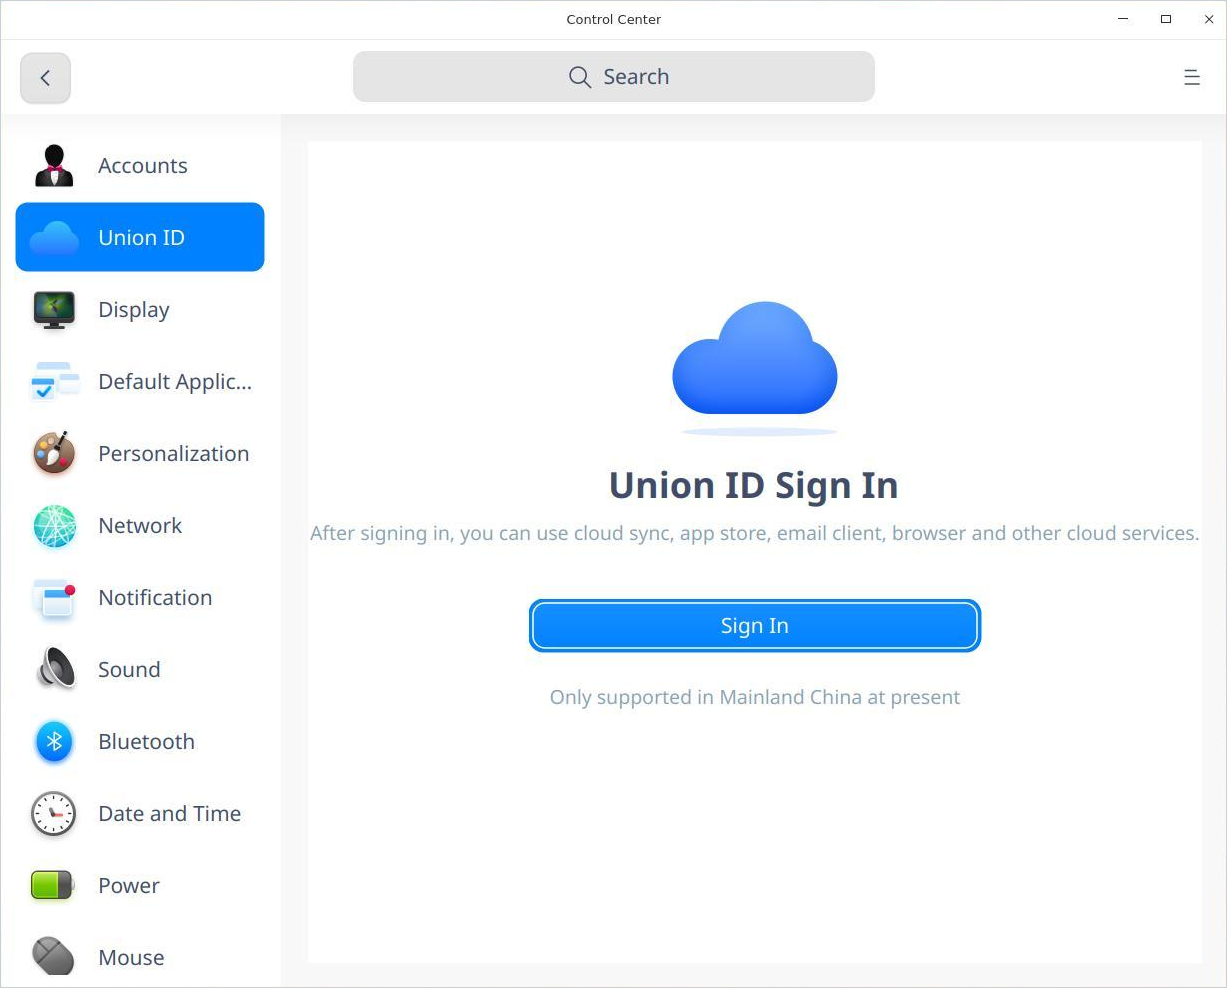 Control Center
Search
Accounts
Union ID
Display
Default Applic...
Personalization
Network
Notification
Sound
Bluetooth
Date and Time
Power
Mouse
Union ID Sign In
After signing in, you can use cloud sync, app store, email client, browser and other cloud services.
Sign In
Only supported in Mainland China at present